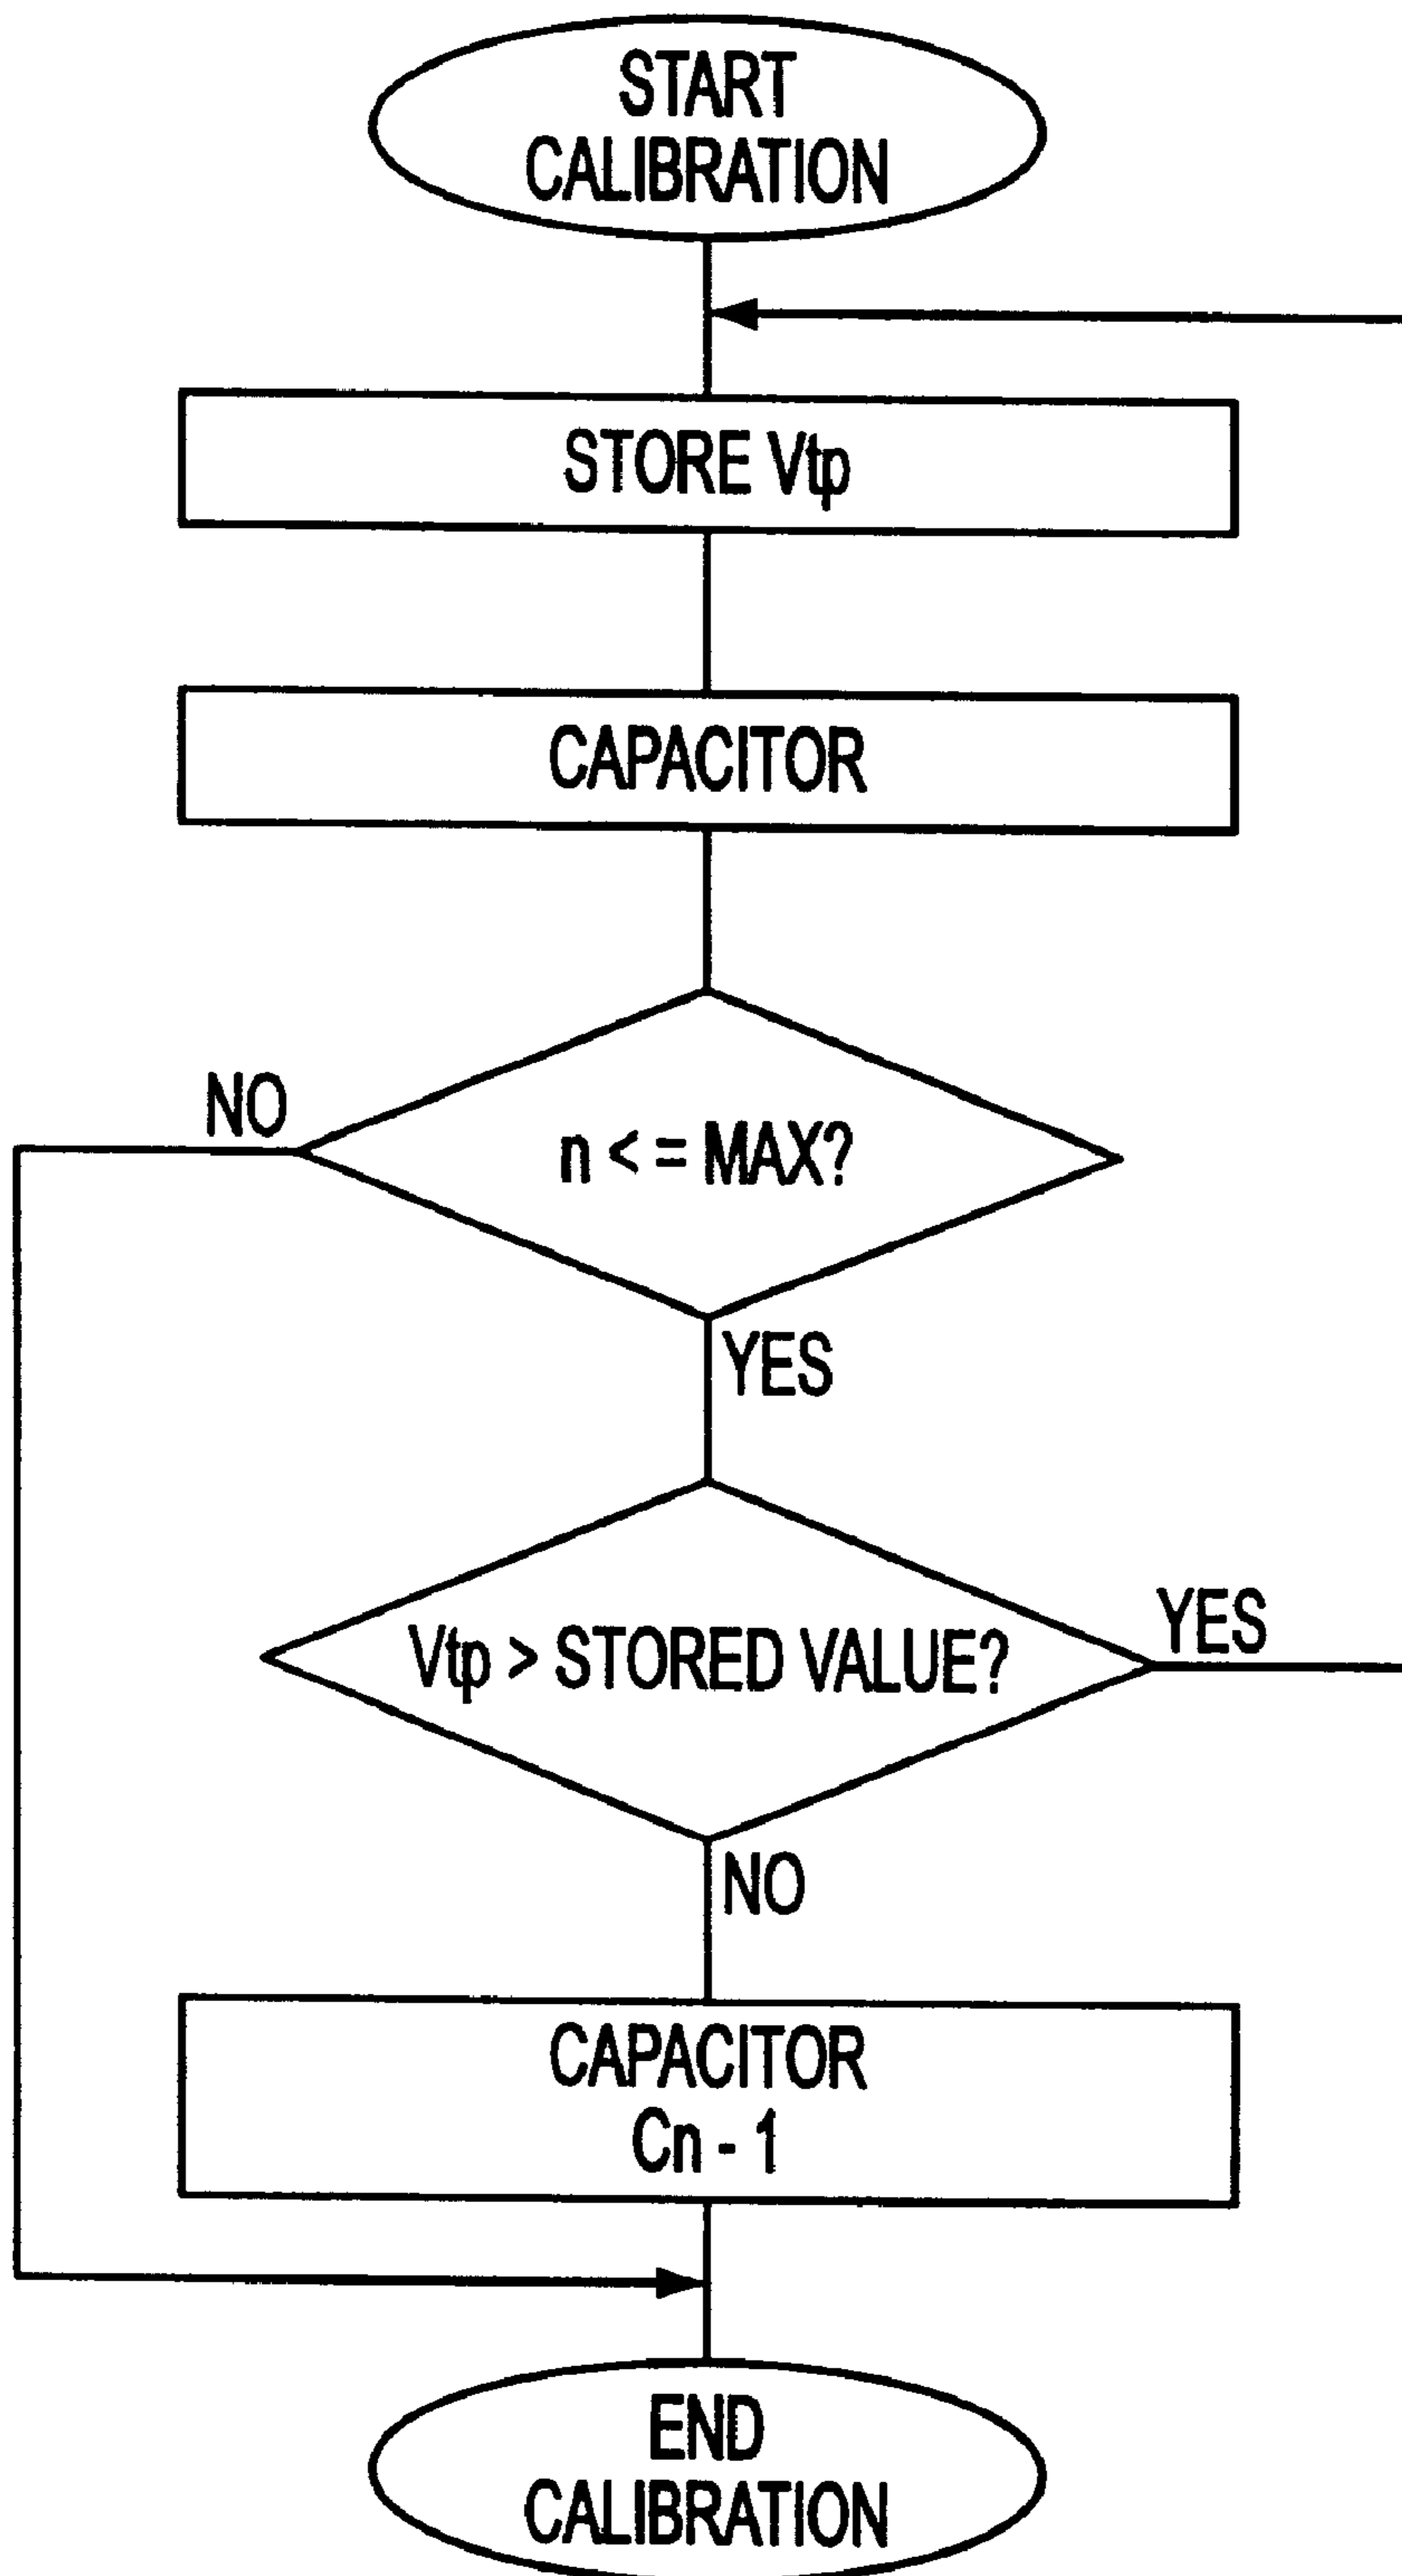 START
CALIBRATION
STORE Vtp
CAPACITOR
NO
n < = MAX?
YES
Vtp > STORED VALUE?
YES
NO
CAPACITOR
Cn - 1
END
CALIBRATION